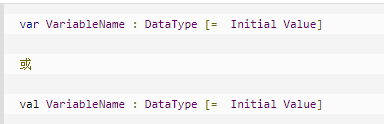 var VariableName : DataType [=  Initial Value]
或
val VariableName : DataType [=  Initial Value]